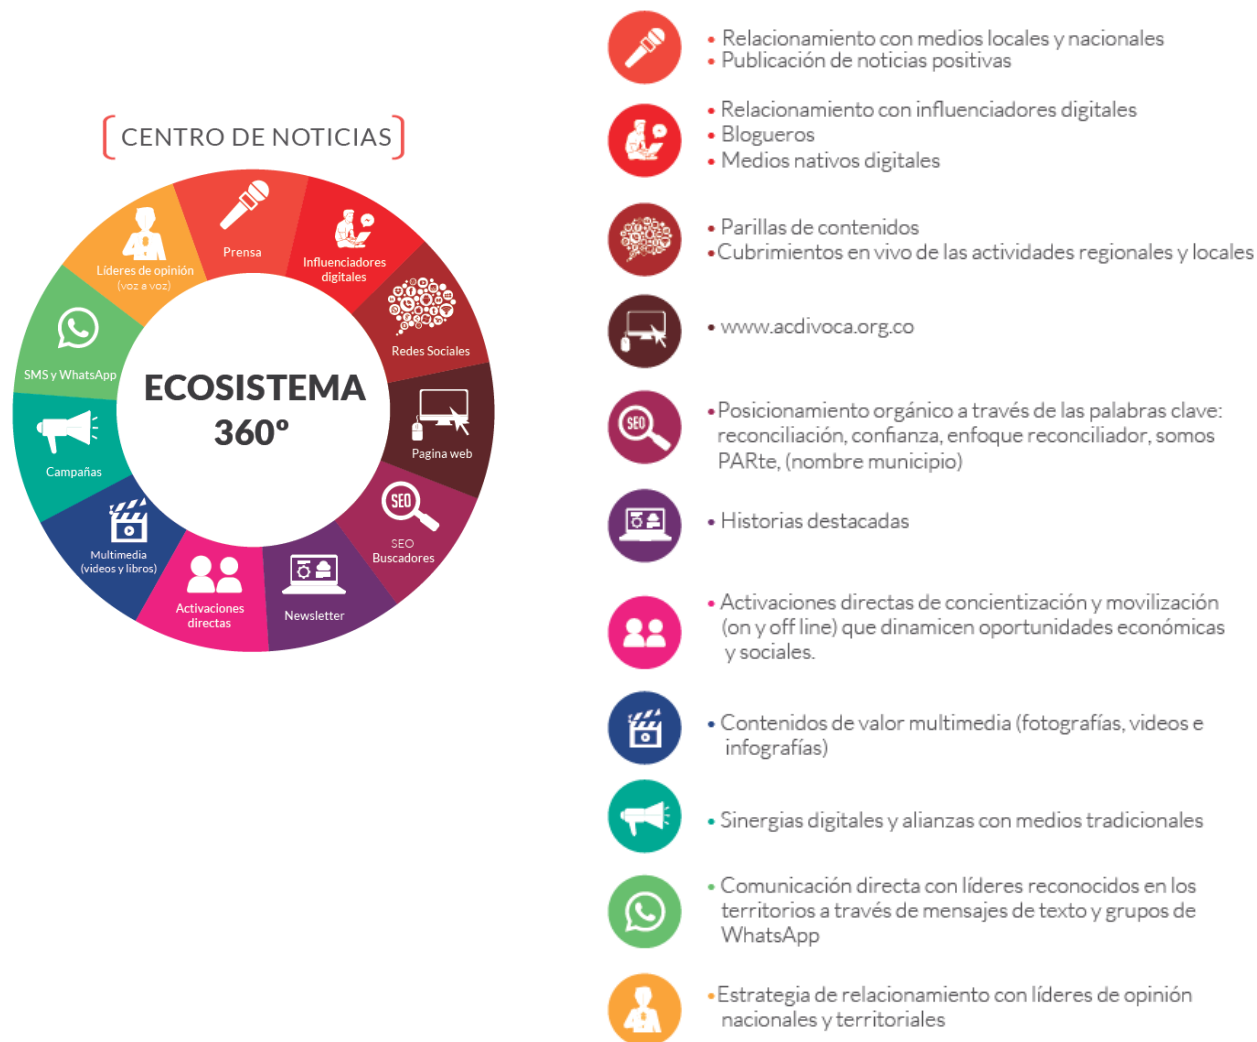 CENTRO DE NOTICIAS
Prensa
Influenciadores
digitales
Redes Sociales
Pagina web
SEO
SEO
Buscadores
Newsletter
Activaciones
directas
Multimedia
(videos y libros)
Campañas
SMS y WhatsApp
Líderes de opinión
(voz a voz)
ECOSISTEMA
360º
• Relacionamiento con medios locales y nacionales
• Publicación de noticias positivas
• Relacionamiento con influenciadores digitales
• Blogueros
• Medios nativos digitales
• Parillas de contenidos
• Cubrimientos en vivo de las actividades regionales y locales
• www.acdivoca.org.co
SEO
• Posicionamiento orgánico a través de las palabras clave:
reconciliación, confianza, enfoque reconciliador, somos
PARte, (nombre municipio)
• Historias destacadas
• Activaciones directas de concientización y movilización
(on y off line) que dinamicen oportunidades económicas
y sociales.
• Contenidos de valor multimedia (fotografías, videos e
infografías)
• Sinergias digitales y alianzas con medios tradicionales
• Comunicación directa con líderes reconocidos en los
territorios a través de mensajes de texto y grupos de
WhatsApp
• Estrategia de relacionamiento con líderes de opinión
nacionales y territoriales